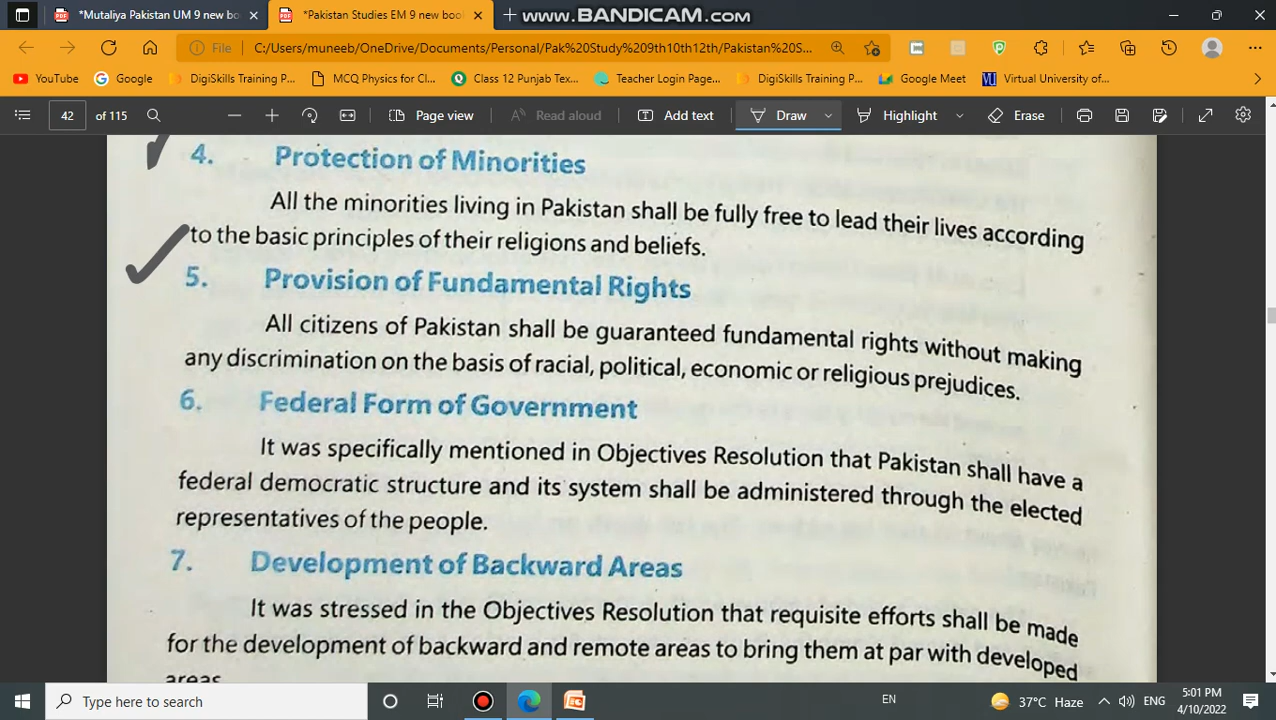 *Mutaliya Pakistan UM 9 new boo
*Pakistan Studies EM 9 new book
www.BANDICAM.com
File
C:/Users/muneeb/OneDrive/Documents/Personal/Pak%20Study%209th10th12th/Pakistan%20S...
YouTube
Google
DigiSkills Training P...
MCQ Physics for Cl...
Class 12 Punjab Tex...
Teacher Login Page...
DigiSkills Training P...
Google Meet
Virtual University of...
42 of 115
Page view
Read aloud
Add text
Draw
Highlight
Erase
4. Protection of Minorities
All the minorities living in Pakistan shall be fully free to lead their lives according
to the basic principles of their religions and beliefs.
5. Provision of Fundamental Rights
All citizens of Pakistan shall be guaranteed fundamental rights without making
any discrimination on the basis of racial, political, economic or religious prejudices.
6. Federal Form of Government
It was specifically mentioned in Objectives Resolution that Pakistan shall have a
federal democratic structure and its system shall be administered through the elected
representatives of the people.
7. Development of Backward Areas
It was stressed in the Objectives Resolution that requisite efforts shall be made
for the development of backward and remote areas to bring them at par with developed
areas.
Type here to search
EN
37°C Haze
ENG
5:01 PM
4/10/2022